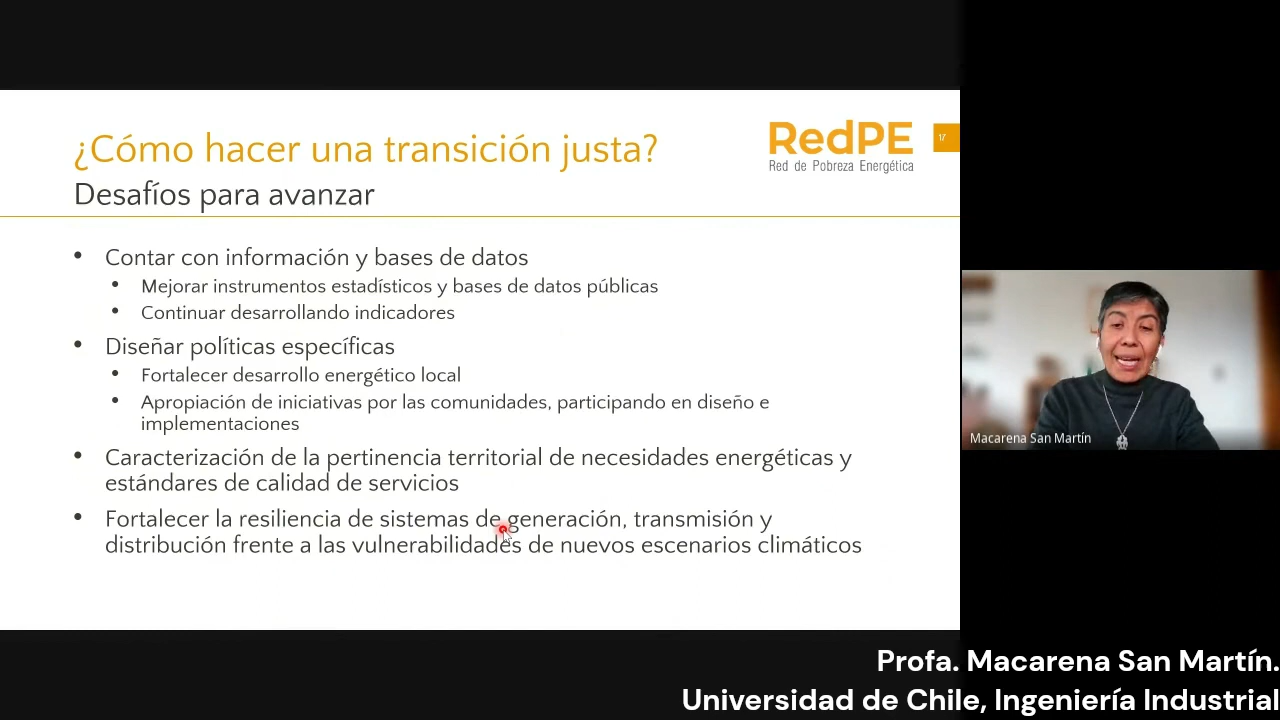 ¿Cómo hacer una transición justa?
Desafíos para avanzar
RedPE
Red de Pobreza Energética
17
• Contar con información y bases de datos
• Mejorar instrumentos estadísticos y bases de datos públicas
• Continuar desarrollando indicadores
• Diseñar políticas específicas
• Fortalecer desarrollo energético local
• Apropiación de iniciativas por las comunidades, participando en diseño e
implementaciones
• Caracterización de la pertinencia territorial de necesidades energéticas y
estándares de calidad de servicios
• Fortalecer la resiliencia de sistemas de generación, transmisión y
distribución frente a las vulnerabilidades de nuevos escenarios climáticos
Macarena San Martín
Profa. Macarena San Martín.
Universidad de Chile, Ingeniería Industrial